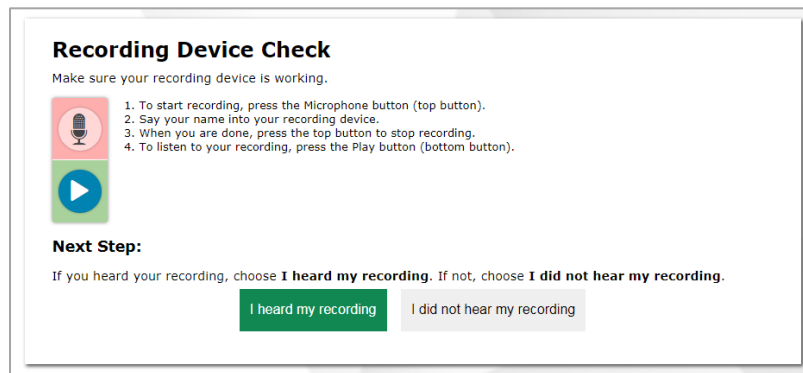 Recording Device Check
Make sure your recording device is working.
1. To start recording, press the Microphone button (top button).
2. Say your name into your recording device.
3. When you are done, press the top button to stop recording.
4. To listen to your recording, press the Play button (bottom button).
Next Step:
If you heard your recording, choose I heard my recording. If not, choose I did not hear my recording.
I heard my recording
I did not hear my recording